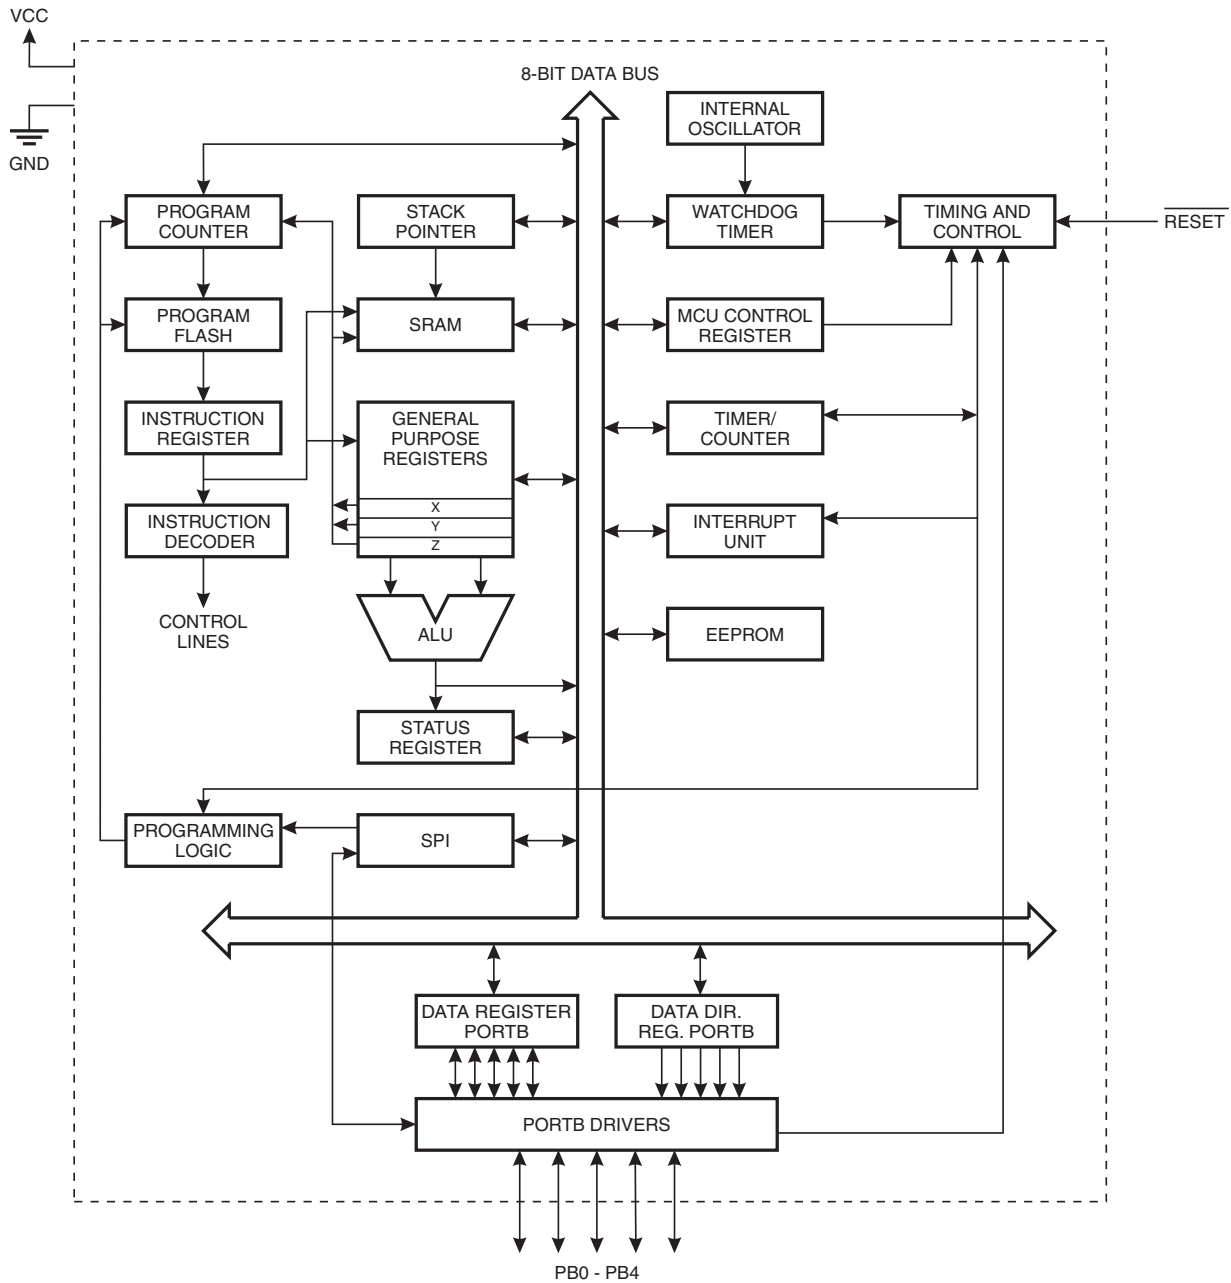 VCC
GND
8-BIT DATA BUS
INTERNAL
OSCILLATOR
PROGRAM
COUNTER
STACK
POINTER
WATCHDOG
TIMER
TIMING AND
CONTROL
RESET
PROGRAM
FLASH
SRAM
MCU CONTROL
REGISTER
INSTRUCTION
REGISTER
GENERAL
PURPOSE
REGISTERS
X
Y
Z
TIMER/
COUNTER
INSTRUCTION
DECODER
INTERRUPT
UNIT
CONTROL
LINES
ALU
EEPROM
STATUS
REGISTER
PROGRAMMING
LOGIC
SPI
DATA REGISTER
PORTB
DATA DIR.
REG. PORTB
PORTB DRIVERS
PB0 - PB4